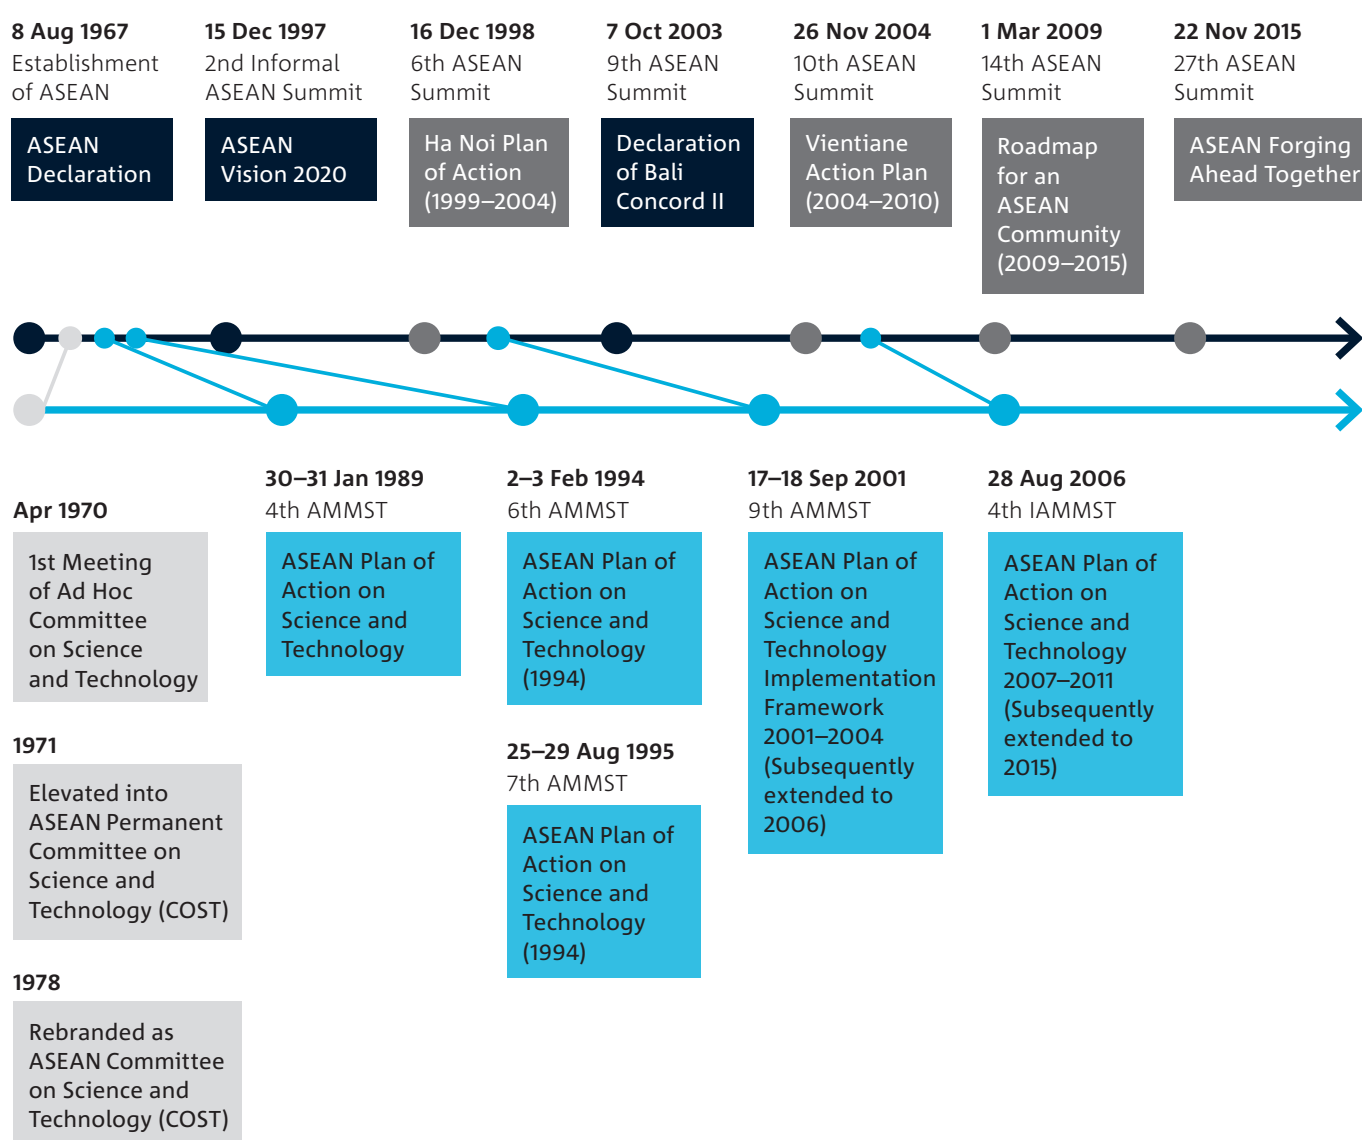 8 Aug 1967
Establishment
of ASEAN
ASEAN
Declaration
15 Dec 1997
2nd Informal
ASEAN Summit
ASEAN
Vision 2020
16 Dec 1998
6th ASEAN
Summit
Ha Noi Plan
of Action
(1999–2004)
7 Oct 2003
9th ASEAN
Summit
Declaration
of Bali
Concord II
26 Nov 2004
10th ASEAN
Summit
Vientiane
Action Plan
(2004–2010)
1 Mar 2009
14th ASEAN
Summit
Roadmap
for an
ASEAN
Community
(2009–2015)
22 Nov 2015
27th ASEAN
Summit
ASEAN Forging
Ahead Together
Apr 1970
1st Meeting
of Ad Hoc
Committee
on Science
and Technology
1971
Elevated into
ASEAN Permanent
Committee on
Science and
Technology (COST)
1978
Rebranded as
ASEAN Committee
on Science and
Technology (COST)
30–31 Jan 1989
4th AMMST
ASEAN Plan of
Action on
Science and
Technology
2–3 Feb 1994
6th AMMST
ASEAN Plan of
Action on
Science and
Technology
(1994)
25–29 Aug 1995
7th AMMST
ASEAN Plan of
Action on
Science and
Technology
(1994)
17–18 Sep 2001
9th AMMST
ASEAN Plan of
Action on
Science and
Technology
Implementation
Framework
2001–2004
(Subsequently
extended to
2006)
28 Aug 2006
4th IAMMST
ASEAN Plan of
Action on
Science and
Technology
2007–2011
(Subsequently
extended to
2015)